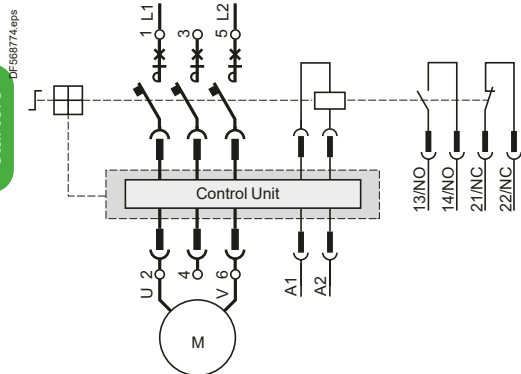 DF568774.eps
1 L1
3
5 L2
13/NO
14/NO
21/NC
22/NC
Control Unit
U 2
4
V 6
A1
A2
M